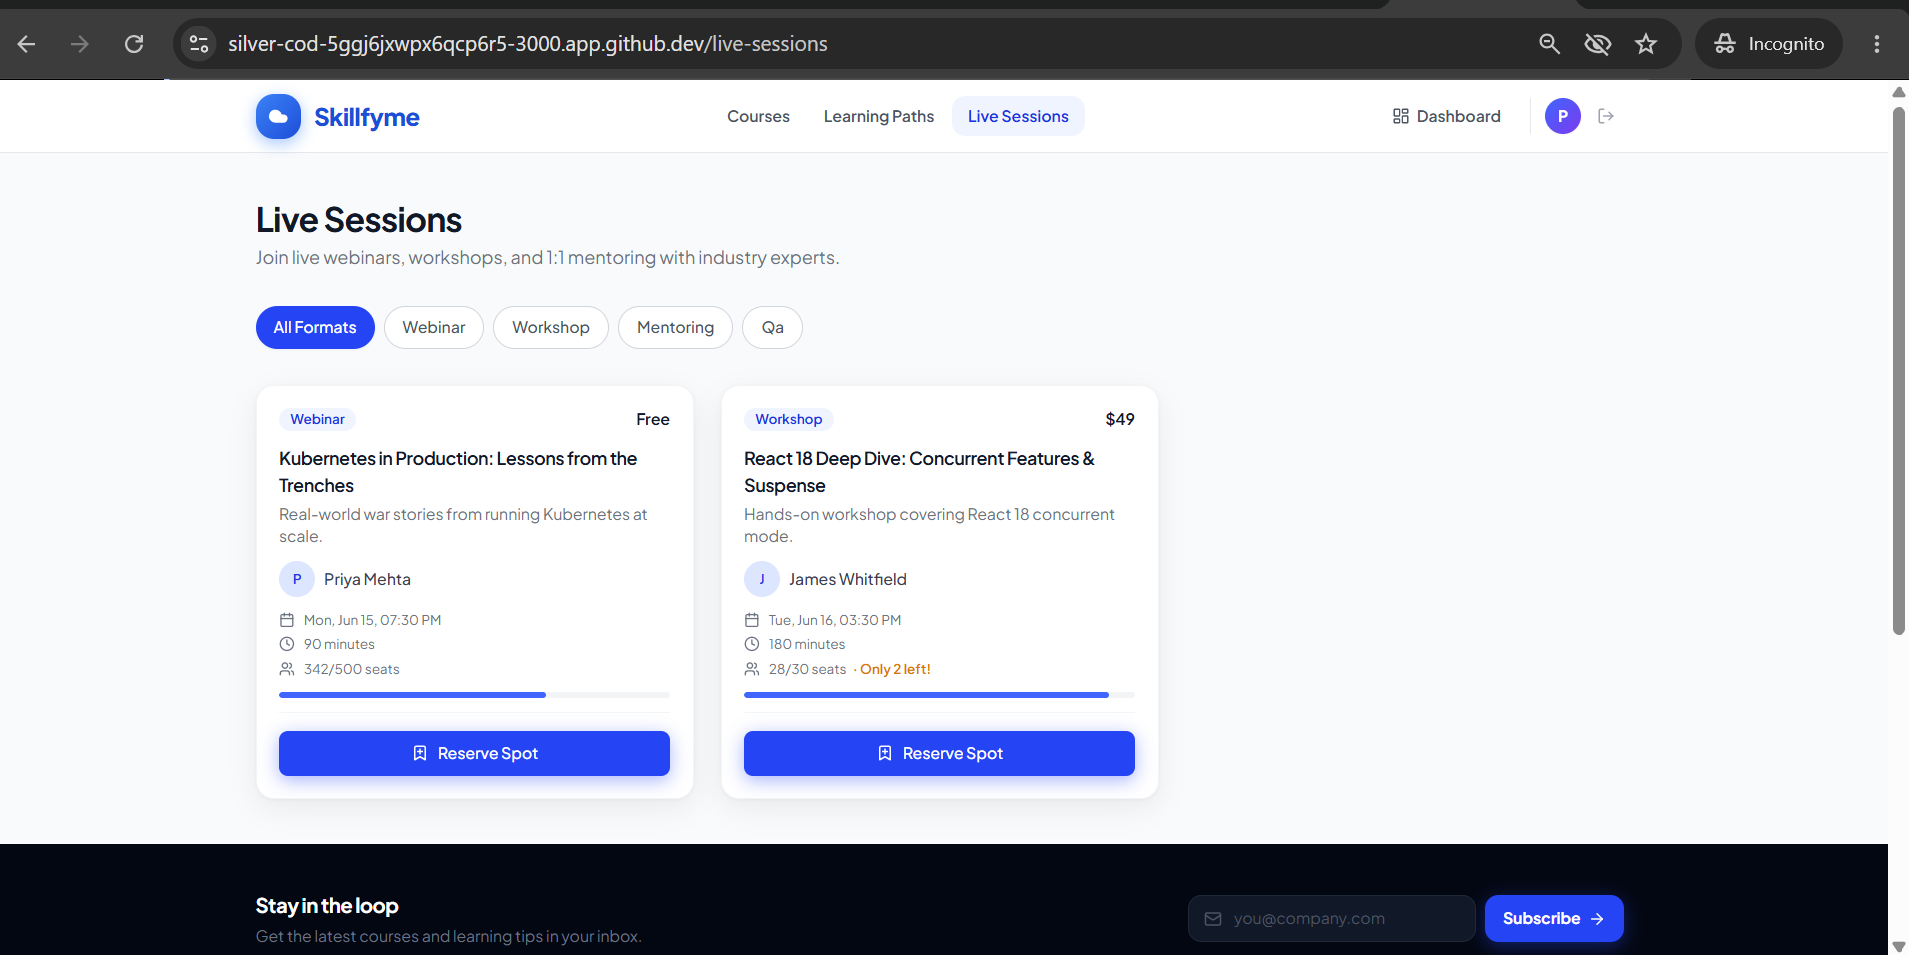 silver-cod-5ggj6jxwpx6qcp6r5-3000.app.github.dev/live-sessions
Incognito
Skillfyme
Courses
Learning Paths
Live Sessions
Dashboard
P
Live Sessions
Join live webinars, workshops, and 1:1 mentoring with industry experts.
All Formats
Webinar
Workshop
Mentoring
Qa
Webinar
Free
Kubernetes in Production: Lessons from the
Trenches
Real-world war stories from running Kubernetes at
scale.
P
Priya Mehta
Mon, Jun 15, 07:30 PM
90 minutes
342/500 seats
Reserve Spot
Workshop
$49
React 18 Deep Dive: Concurrent Features &
Suspense
Hands-on workshop covering React 18 concurrent
mode.
J
James Whitfield
Tue, Jun 16, 03:30 PM
180 minutes
28/30 seats · Only 2 left!
Reserve Spot
Stay in the loop
Get the latest courses and learning tips in your inbox.
you@company.com
Subscribe →